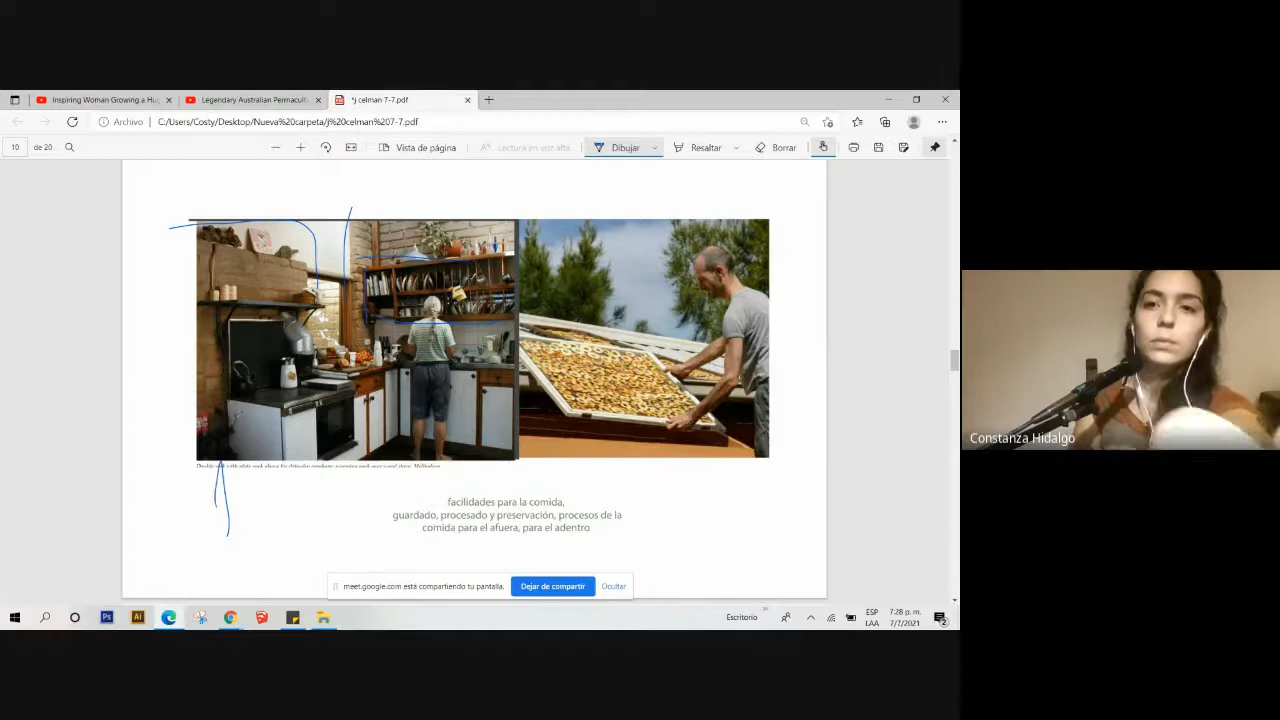 Inspiring Woman Growing a Hu
Legendary Australian Permacult
*j celman 7-7.pdf
Archivo
C:/Users/Costy/Desktop/Nueva%20carpeta/j%20celman%207-7.pdf
10 de 20
Vista de página
Lectura en voz alta
Dibujar
Resaltar
Borrar
facilidades para la comida,
guardado, procesado y preservación, procesos de la
comida para el afuera, para el adentro
meet.google.com está compartiendo tu pantalla.
Dejar de compartir
Ocultar
Constanza Hidalgo
Ps
Ai
Escritorio
ESP
LAA
7:28 p. m.
7/7/2021
2